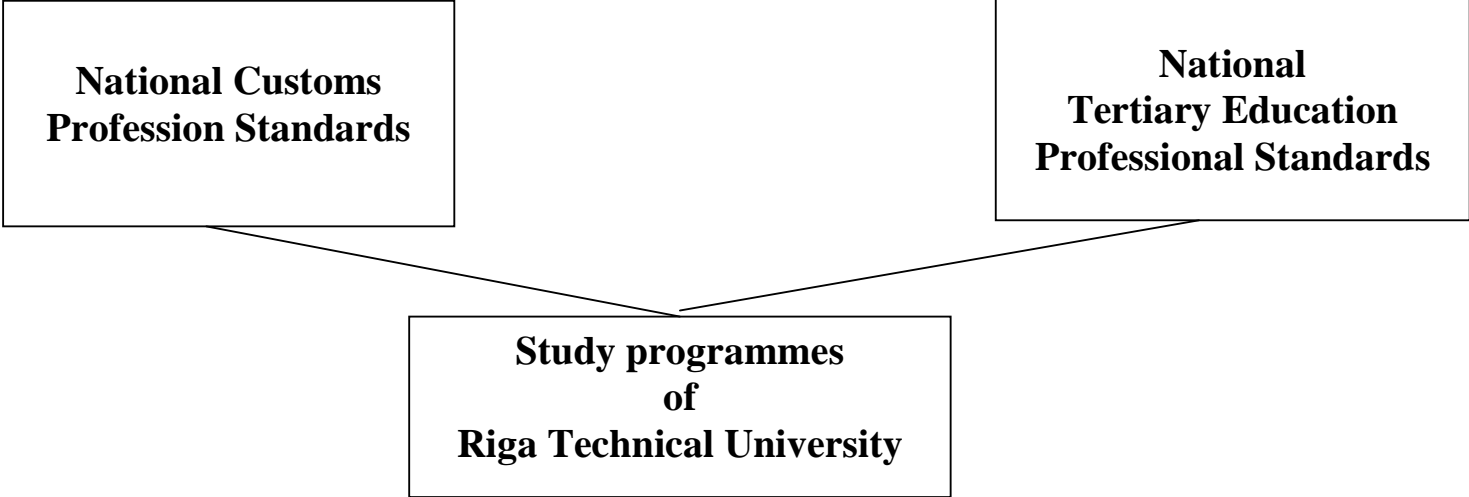 National Customs
Profession Standards
National
Tertiary Education
Professional Standards
Study programmes
of
Riga Technical University